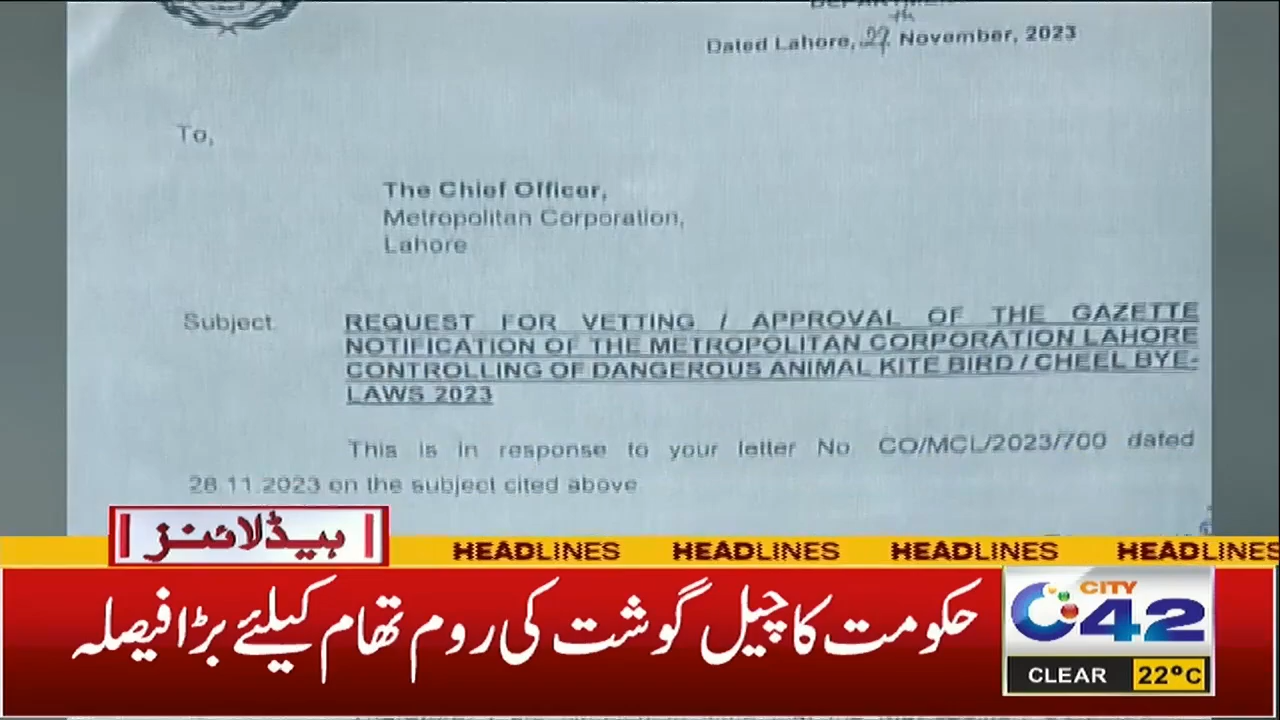 Dated Lahore, 27th November, 2023
To,
The Chief Officer,
Metropolitan Corporation,
Lahore
Subject REQUEST FOR VETTING / APPROVAL OF THE GAZETTE
NOTIFICATION OF THE METROPOLITAN CORPORATION LAHORE
CONTROLLING OF DANGEROUS ANIMAL KITE BIRD / CHEEL BYE-
LAWS 2023
This is in response to your letter No. CO/MCL/2023/700 dated
28.11.2023 on the subject cited above
ہیڈلائنز
HEADLINES HEADLINES HEADLINES HEADLINES
حکومت کا چیل گوشت کی روم تھام کیلئے بڑا فیصلہ
CITY
42
CLEAR 22°C